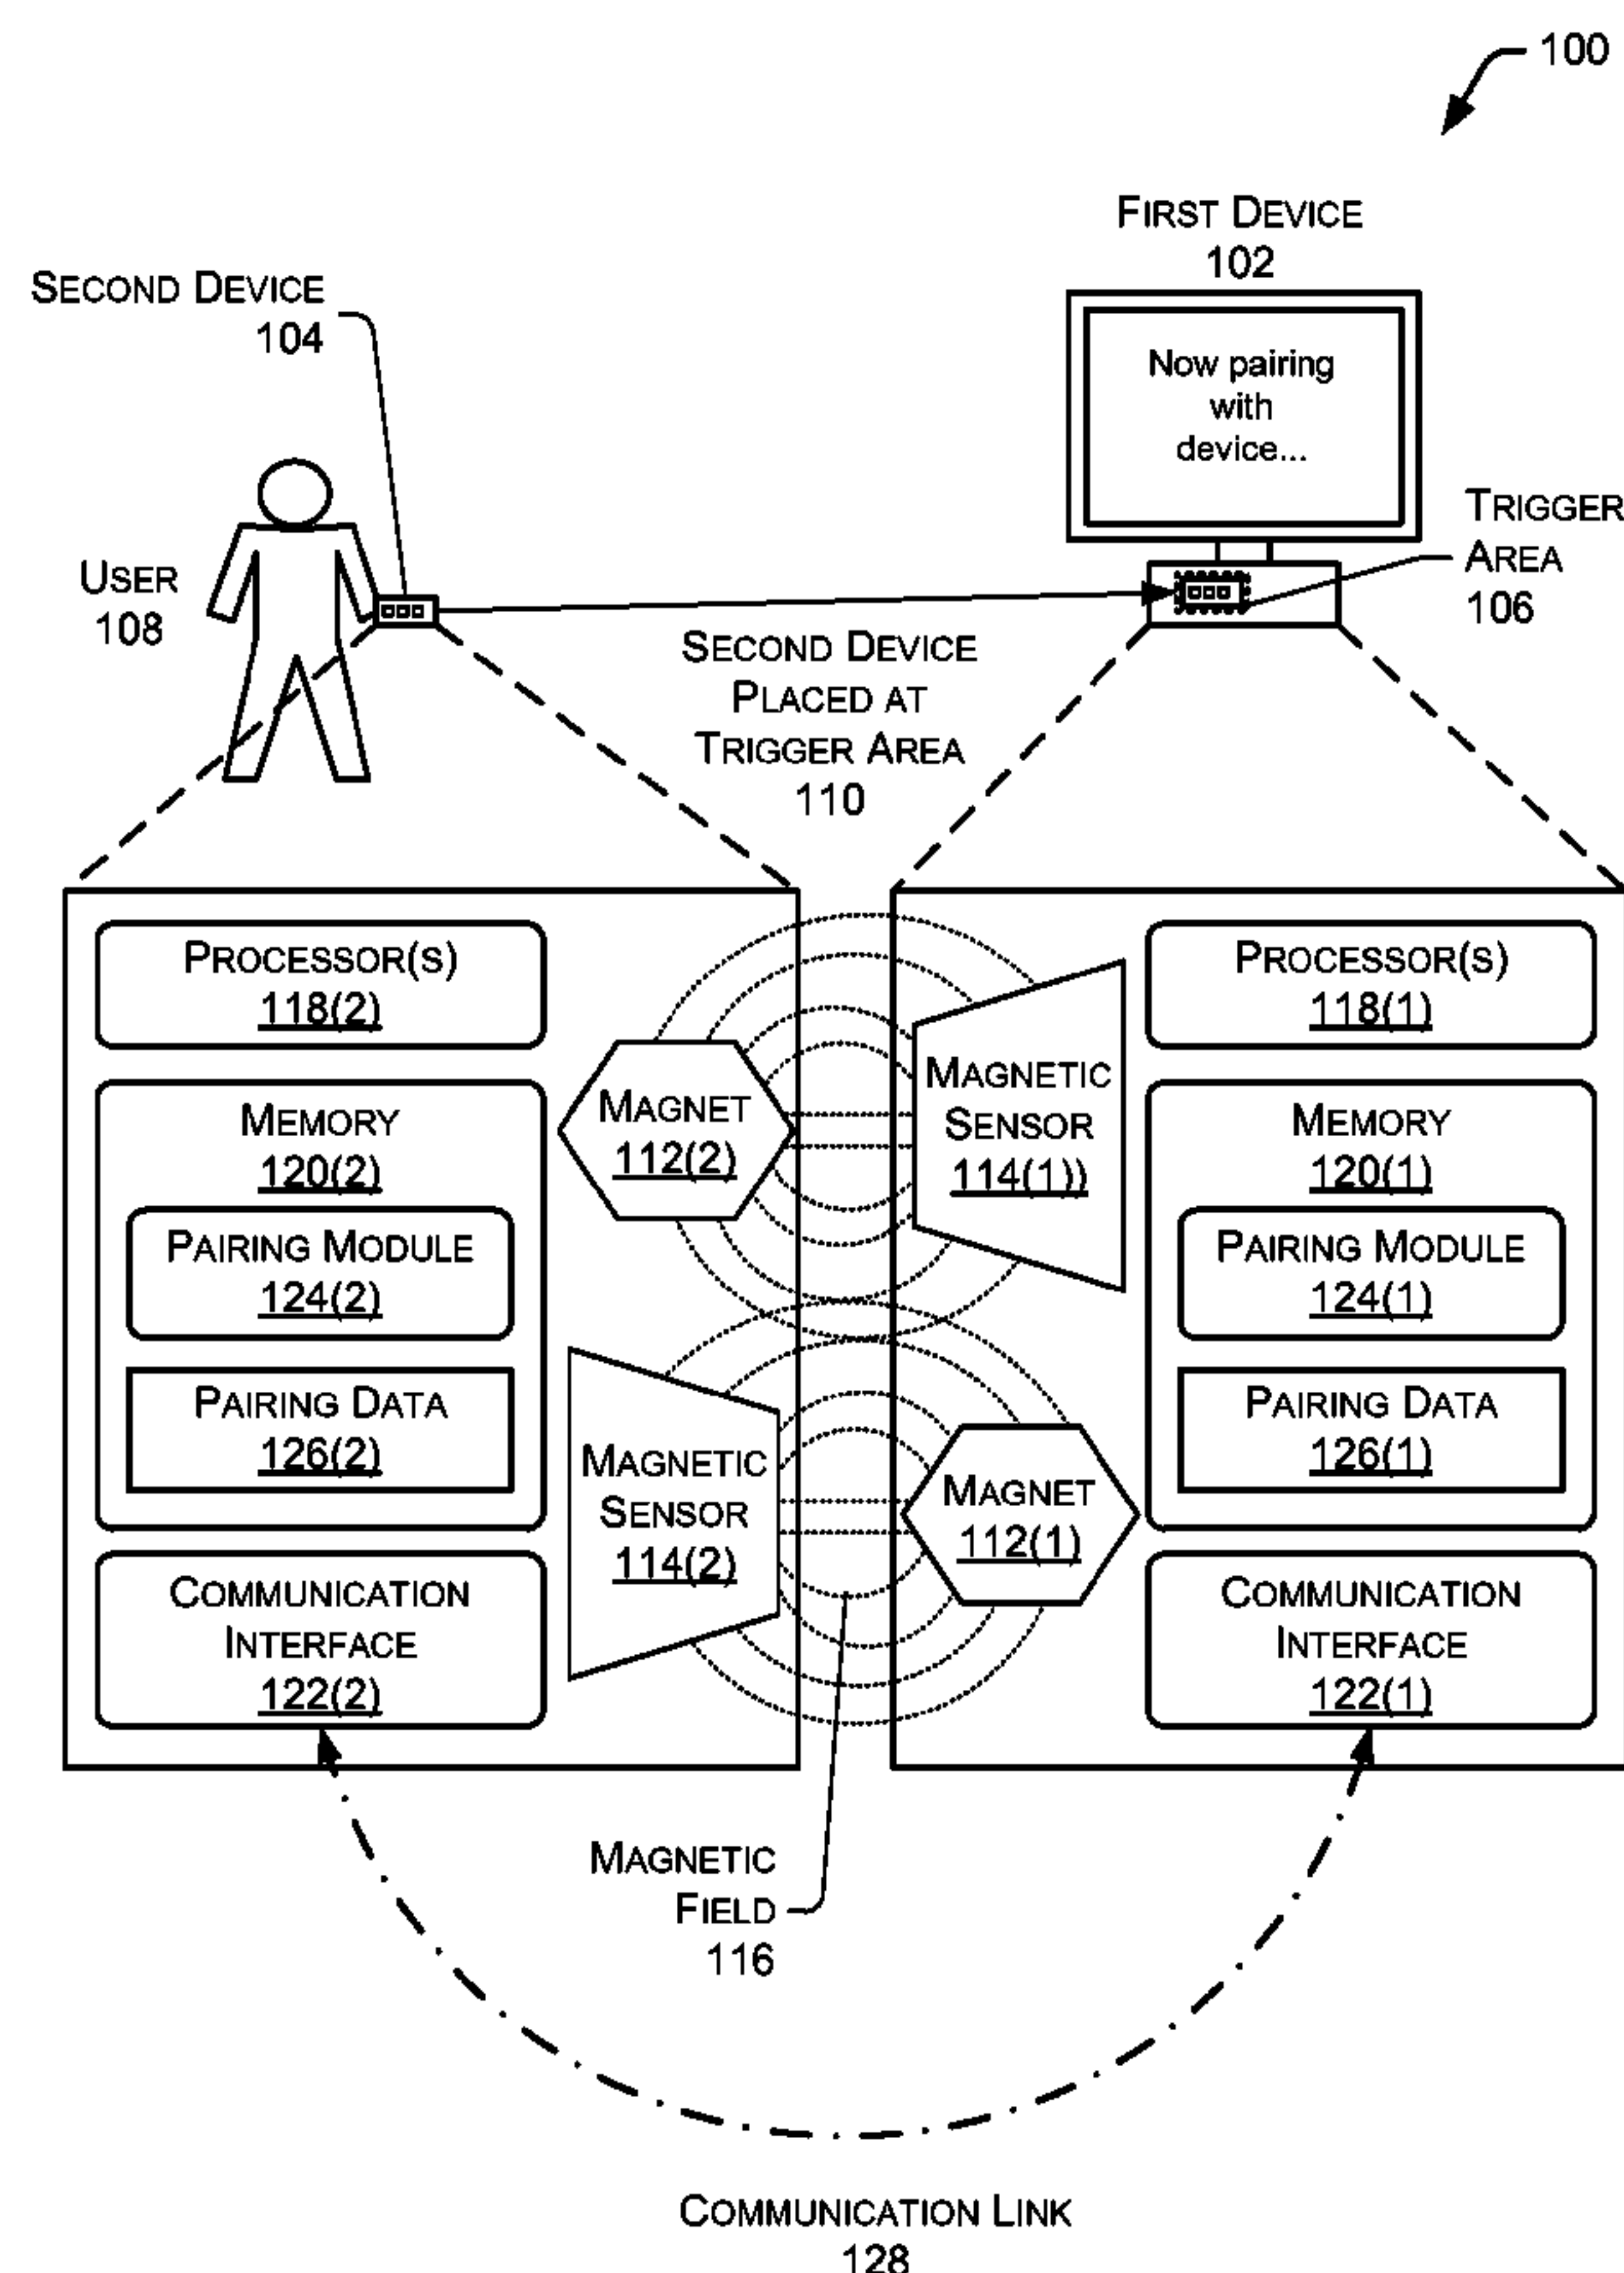 100
FIRST DEVICE
102
SECOND DEVICE
104
Now pairing
with
device...
TRIGGER
AREA
106
USER
108
SECOND DEVICE
PLACED AT
TRIGGER AREA
110
PROCESSOR(S)
118(2)
MEMORY
120(2)
PAIRING MODULE
124(2)
PAIRING DATA
126(2)
COMMUNICATION
INTERFACE
122(2)
MAGNET
112(2)
MAGNETIC
SENSOR
114(2)
MAGNETIC
SENSOR
114(1))
MAGNET
112(1)
PROCESSOR(S)
118(1)
MEMORY
120(1)
PAIRING MODULE
124(1)
PAIRING DATA
126(1)
COMMUNICATION
INTERFACE
122(1)
MAGNETIC
FIELD
116
COMMUNICATION LINK
128